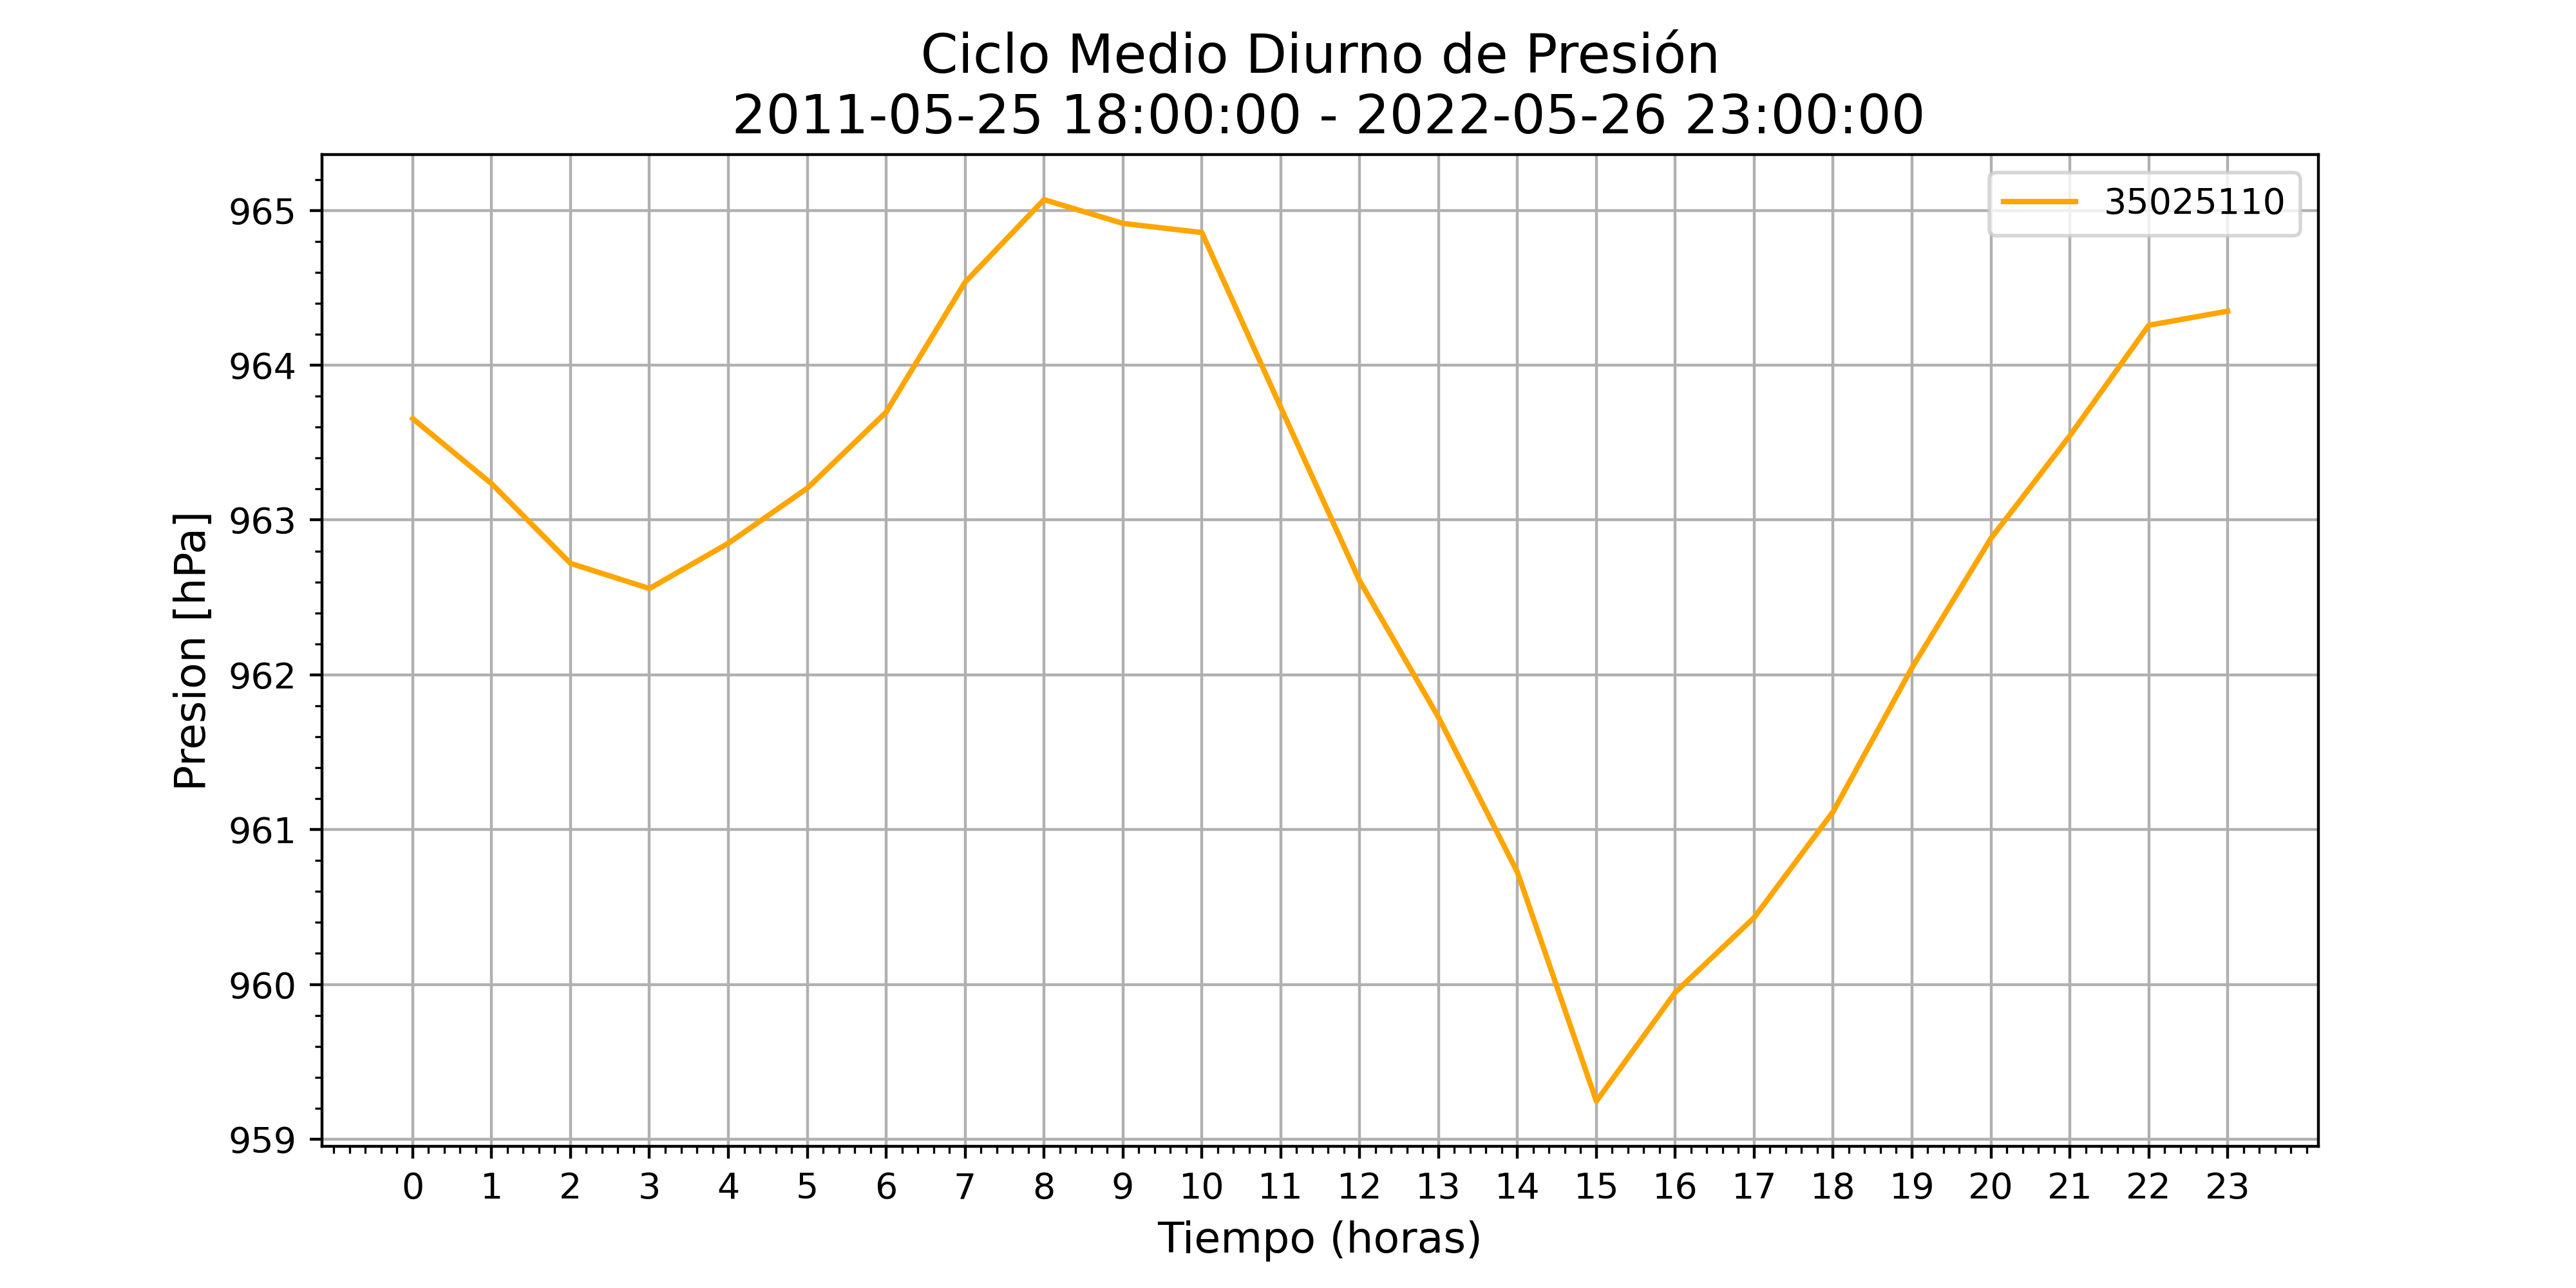 Ciclo Medio Diurno de Presión
2011-05-25 18:00:00 - 2022-05-26 23:00:00
35025110
Presion [hPa]
965
964
963
962
961
960
959
0 1 2 3 4 5 6 7 8 9 10 11 12 13 14 15 16 17 18 19 20 21 22 23
Tiempo (horas)